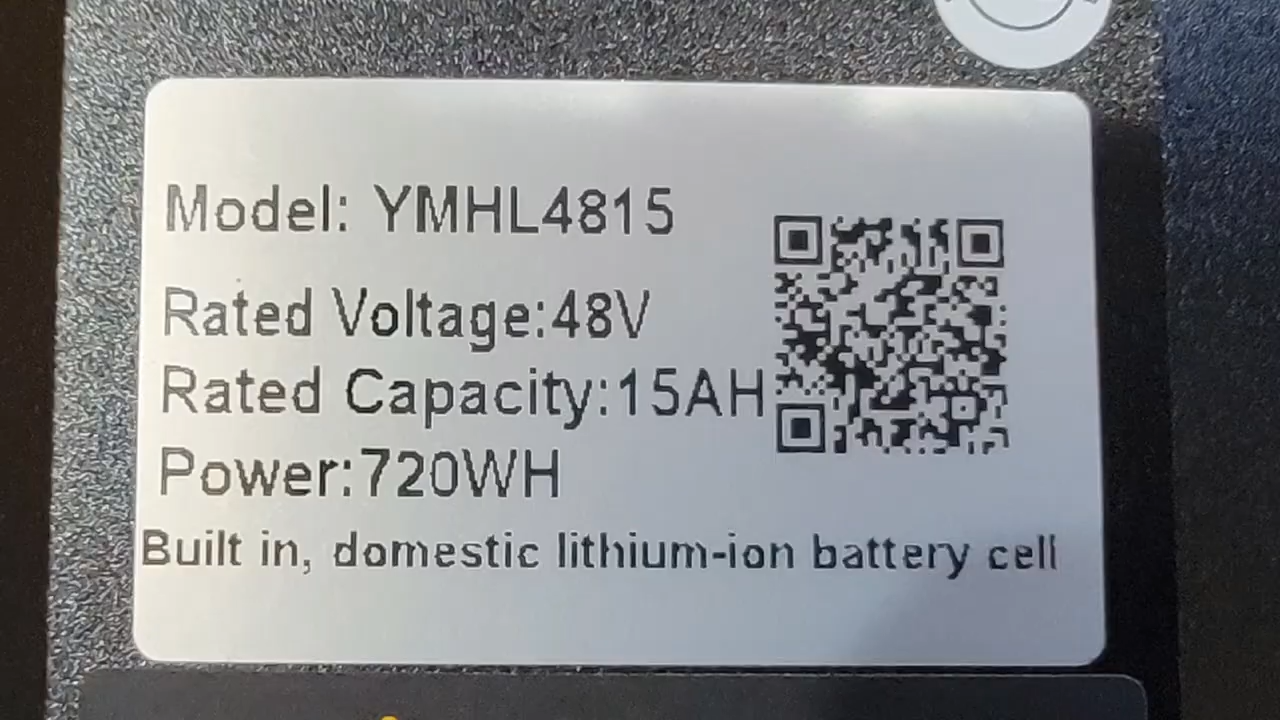 Model: YMHL4815
Rated Voltage:48V
Rated Capacity:15AH
Power:720WH
Built in, domestic lithium-ion battery cell